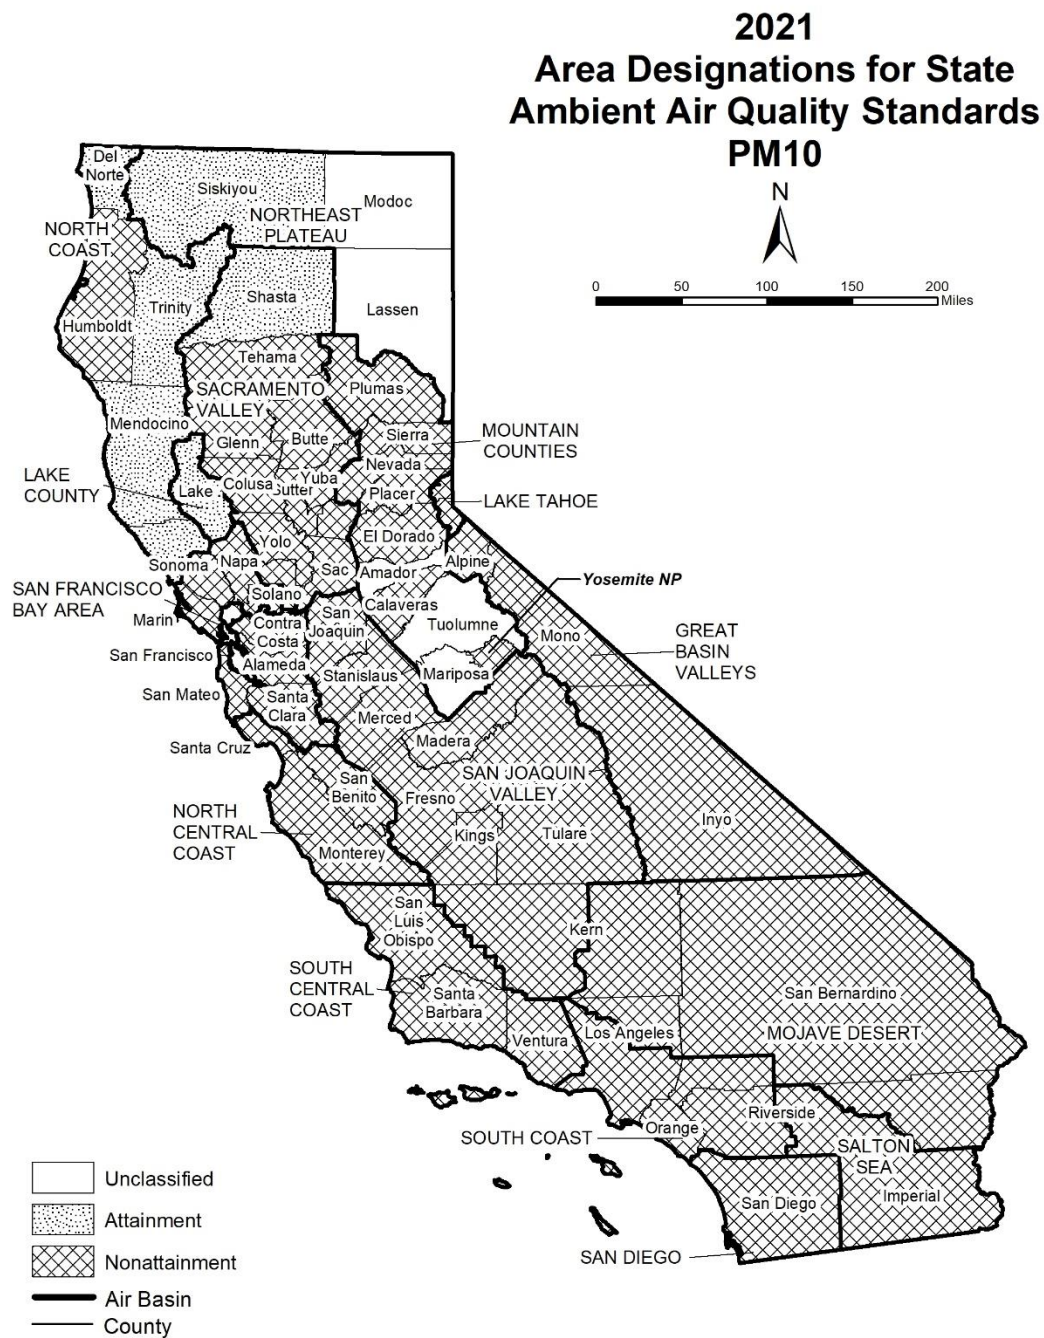 2021
Area Designations for State
Ambient Air Quality Standards
PM10
N
0 50 100 150 200
Miles
Del
Norte
Siskiyou
Modoc
NORTHEAST
PLATEAU
NORTH
COAST
Shasta
Trinity
Lassen
Humboldt
Tehama
SACRAMENTO
VALLEY
Plumas
Mendocino
Glenn
Butte
Sierra
MOUNTAIN
COUNTIES
Nevada
LAKE
COUNTY
Lake
Colusa
Sutter
Yuba
Placer
LAKE TAHOE
Yolo
El Dorado
Sonoma
Napa
Sac
Amador
Alpine
Yosemite NP
SAN FRANCISCO
BAY AREA
Solano
Calaveras
Marin
Contra
Costa
San
Joaquin
Tuolumne
Mono
GREAT
BASIN
VALLEYS
San Francisco
Alameda
Stanislaus
Mariposa
San Mateo
Santa
Clara
Merced
Santa Cruz
Madera
San
Benito
SAN JOAQUIN
VALLEY
Fresno
NORTH
CENTRAL
COAST
Kings
Tulare
Inyo
Monterey
San
Luis
Obispo
Kern
SOUTH
CENTRAL
COAST
Santa
Barbara
San Bernardino
Ventura
Los Angeles
MOJAVE DESERT
Orange
Riverside
SOUTH COAST
SALTON
SEA
San Diego
Imperial
SAN DIEGO
Unclassified
Attainment
Nonattainment
Air Basin
County